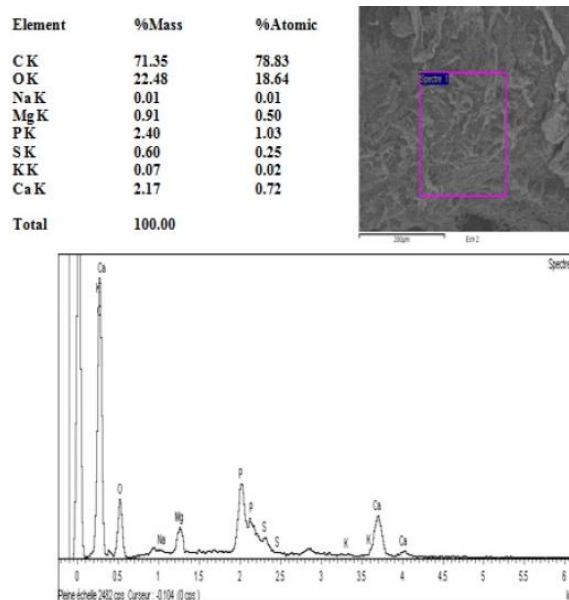 Element %Mass %Atomic
C K 71.35 78.83
O K 22.48 18.64
Na K 0.01 0.01
Mg K 0.91 0.50
P K 2.40 1.03
S K 0.60 0.25
K K 0.07 0.02
Ca K 2.17 0.72
Total 100.00
Spectre 1
200µm Ech 2
Spectre
Ca
K
C
O
Na
Mg
P
P
S
S
K
K
Ca
Ca
0 0.5 1 1.5 2 2.5 3 3.5 4 4.5 5 5.5 6
Pleine échelle 2482 cps Curseur : -0.104 (0 cps)